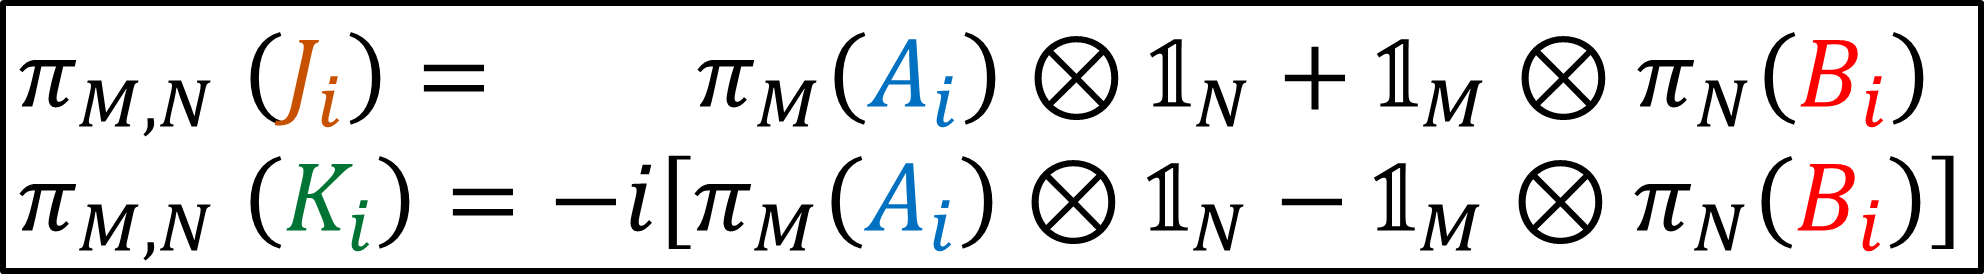 π_{M,N} (J_i) = π_M(A_i) ⊗ 𝟙_N + 𝟙_M ⊗ π_N(B_i)
π_{M,N} (K_i) = −i[π_M(A_i) ⊗ 𝟙_N − 𝟙_M ⊗ π_N(B_i)]